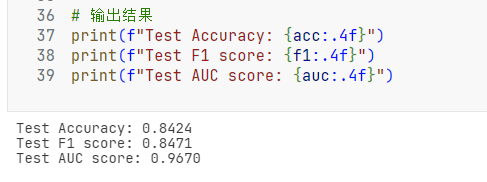 36 # 输出结果
37 print(f"Test Accuracy: {acc:.4f}")
38 print(f"Test F1 score: {f1:.4f}")
39 print(f"Test AUC score: {auc:.4f}")
Test Accuracy: 0.8424
Test F1 score: 0.8471
Test AUC score: 0.9670